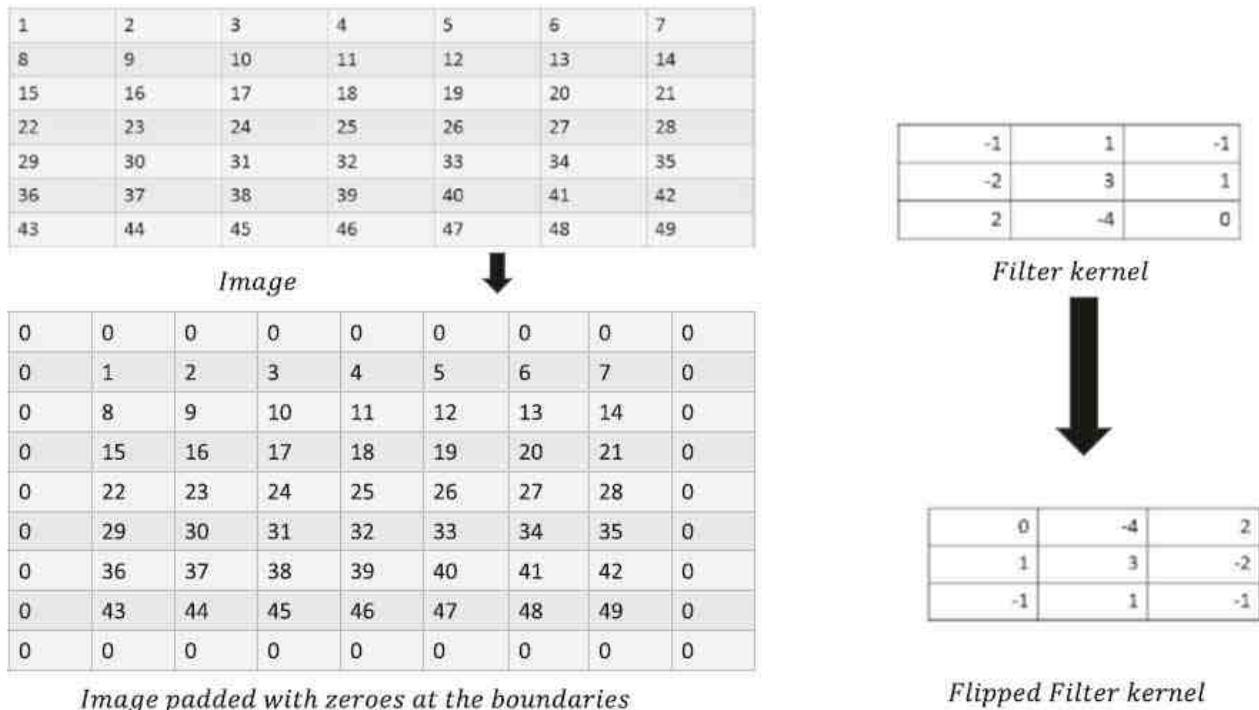 1 2 3 4 5 6 7
8 9 10 11 12 13 14
15 16 17 18 19 20 21
22 23 24 25 26 27 28
29 30 31 32 33 34 35
36 37 38 39 40 41 42
43 44 45 46 47 48 49
Image
0 0 0 0 0 0 0 0 0
0 1 2 3 4 5 6 7 0
0 8 9 10 11 12 13 14 0
0 15 16 17 18 19 20 21 0
0 22 23 24 25 26 27 28 0
0 29 30 31 32 33 34 35 0
0 36 37 38 39 40 41 42 0
0 43 44 45 46 47 48 49 0
0 0 0 0 0 0 0 0 0
Image padded with zeroes at the boundaries
-1 1 -1
-2 3 1
2 -4 0
Filter kernel
0 -4 2
1 3 -2
-1 1 -1
Flipped Filter kernel